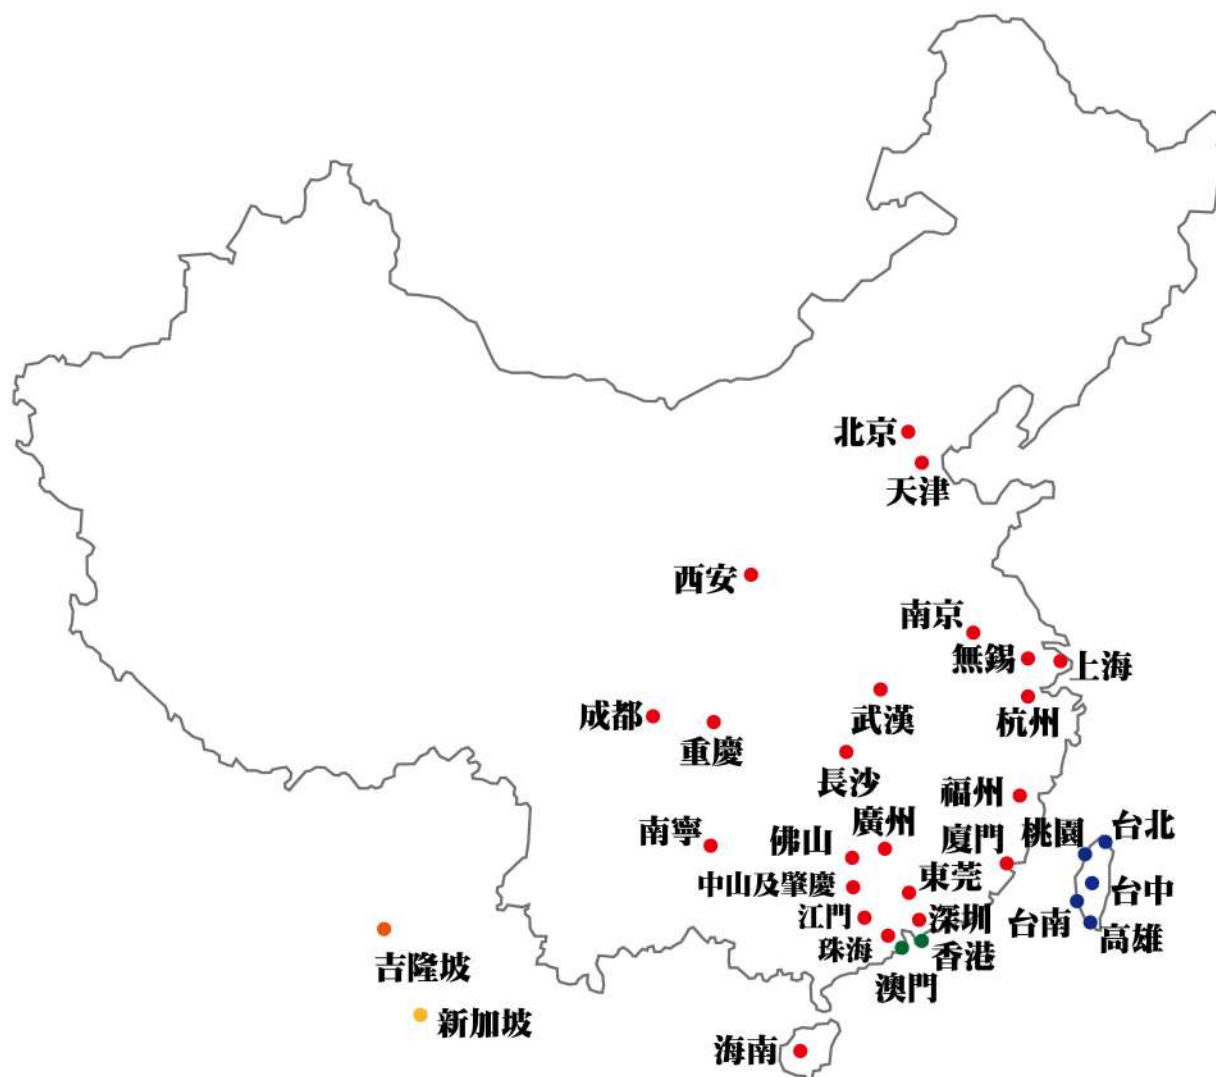 北京
天津
西安
南京
無錫
上海
杭州
武漢
成都
重慶
長沙
福州
廣州
南寧
佛山
廈門
桃園
台北
中山及肇慶
東莞
台中
江門
深圳
台南
高雄
珠海
香港
澳門
吉隆坡
新加坡
海南